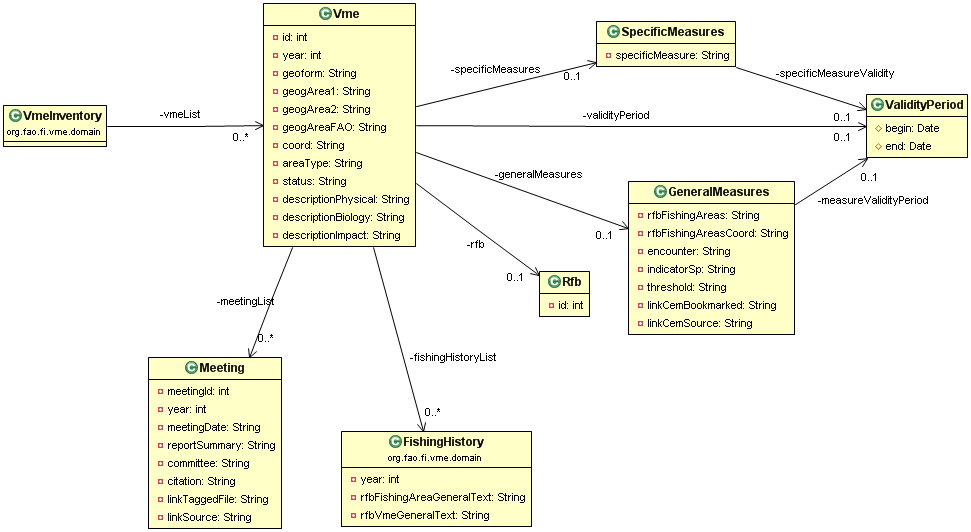 VmeInventory
org.fao.fi.vme.domain
-vmeList
0..*
Vme
id: int
year: int
geoform: String
geogArea1: String
geogArea2: String
geogAreaFAO: String
coord: String
areaType: String
status: String
descriptionPhysical: String
descriptionBiology: String
descriptionImpact: String
-specificMeasures
0..1
SpecificMeasures
specificMeasure: String
-specificMeasureValidity
0..1
-validityPeriod
0..1
ValidityPeriod
begin: Date
end: Date
-generalMeasures
0..1
GeneralMeasures
rfbFishingAreas: String
rfbFishingAreasCoord: String
encounter: String
indicatorSp: String
threshold: String
linkCemBookmarked: String
linkCemSource: String
0..1
-measureValidityPeriod
-rfb
0..1
Rfb
id: int
-meetingList
0..*
Meeting
meetingId: int
year: int
meetingDate: String
reportSummary: String
committee: String
citation: String
linkTaggedFile: String
linkSource: String
-fishingHistoryList
0..*
FishingHistory
org.fao.fi.vme.domain
year: int
rfbFishingAreaGeneralText: String
rfbVmeGeneralText: String